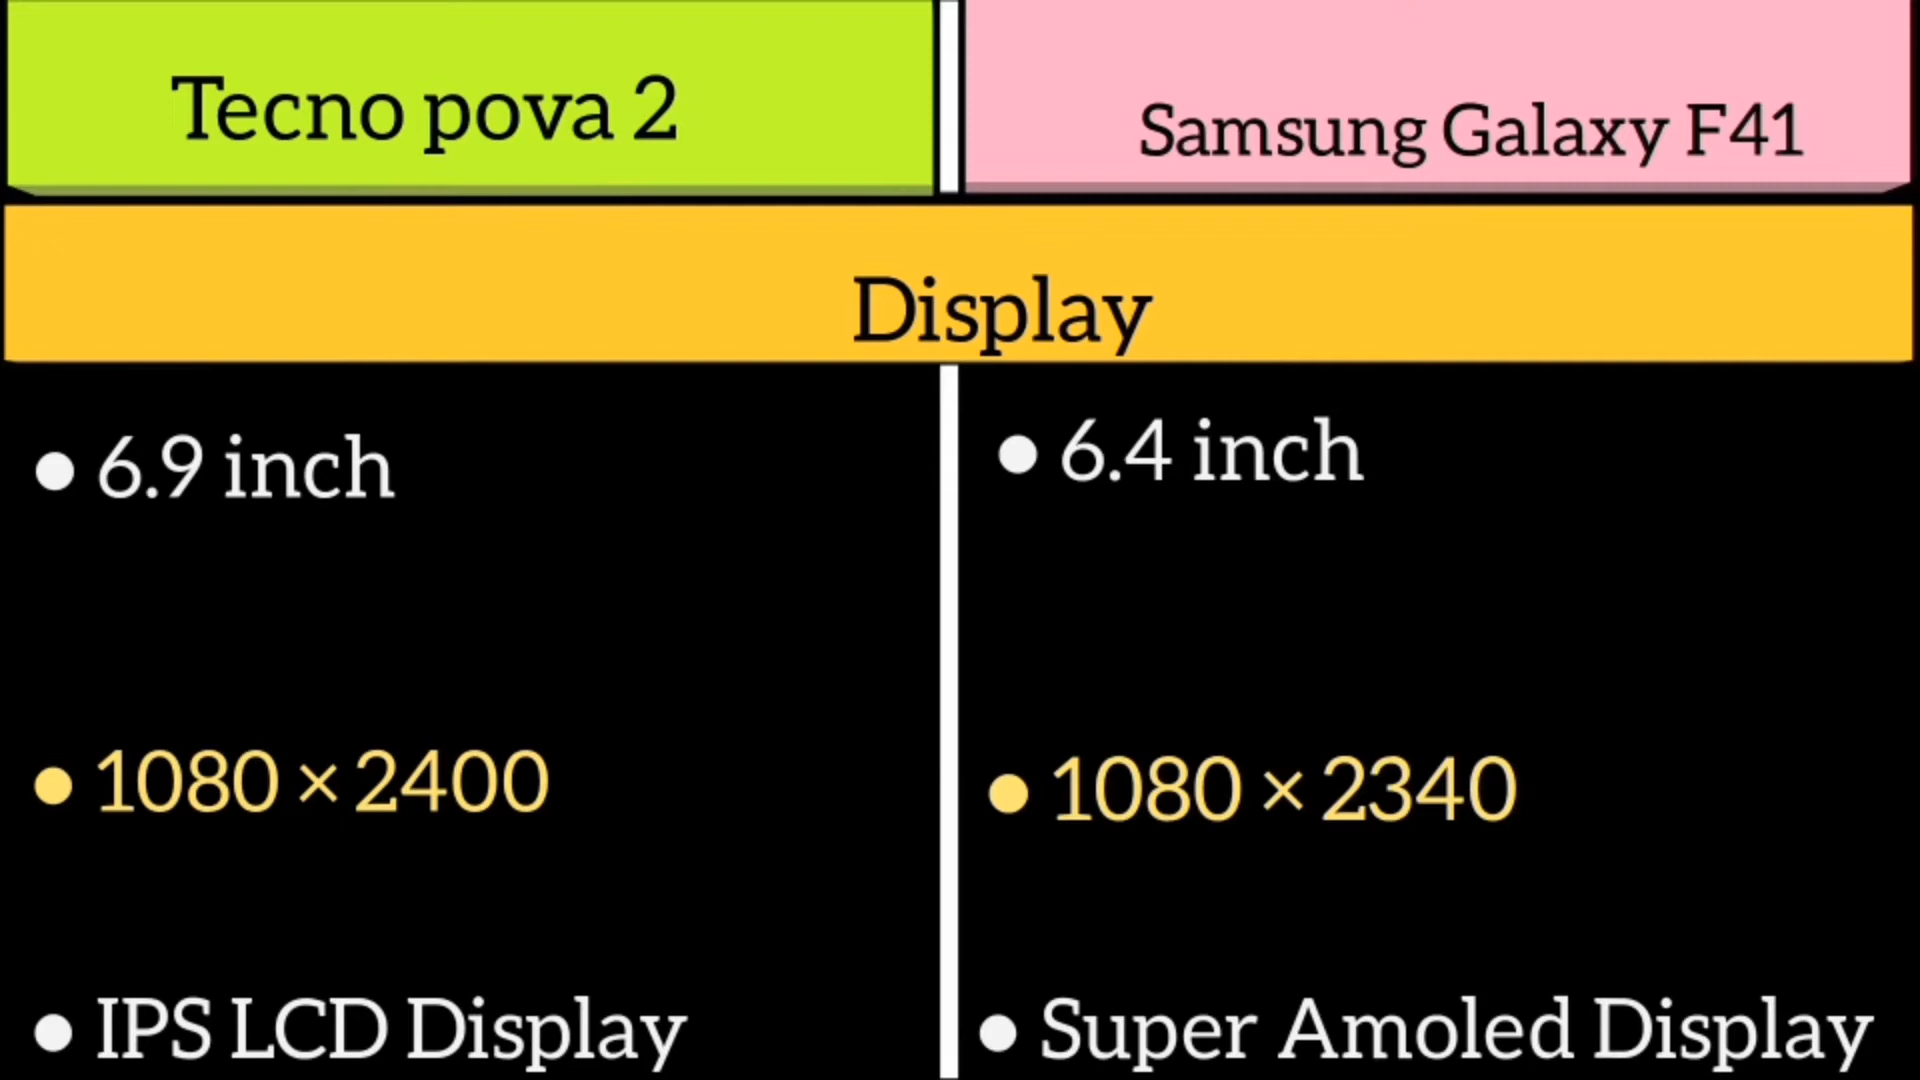 Tecno pova 2
Samsung Galaxy F41
Display
• 6.9 inch
• 6.4 inch
• 1080 × 2400
• 1080 × 2340
• IPS LCD Display
• Super Amoled Display